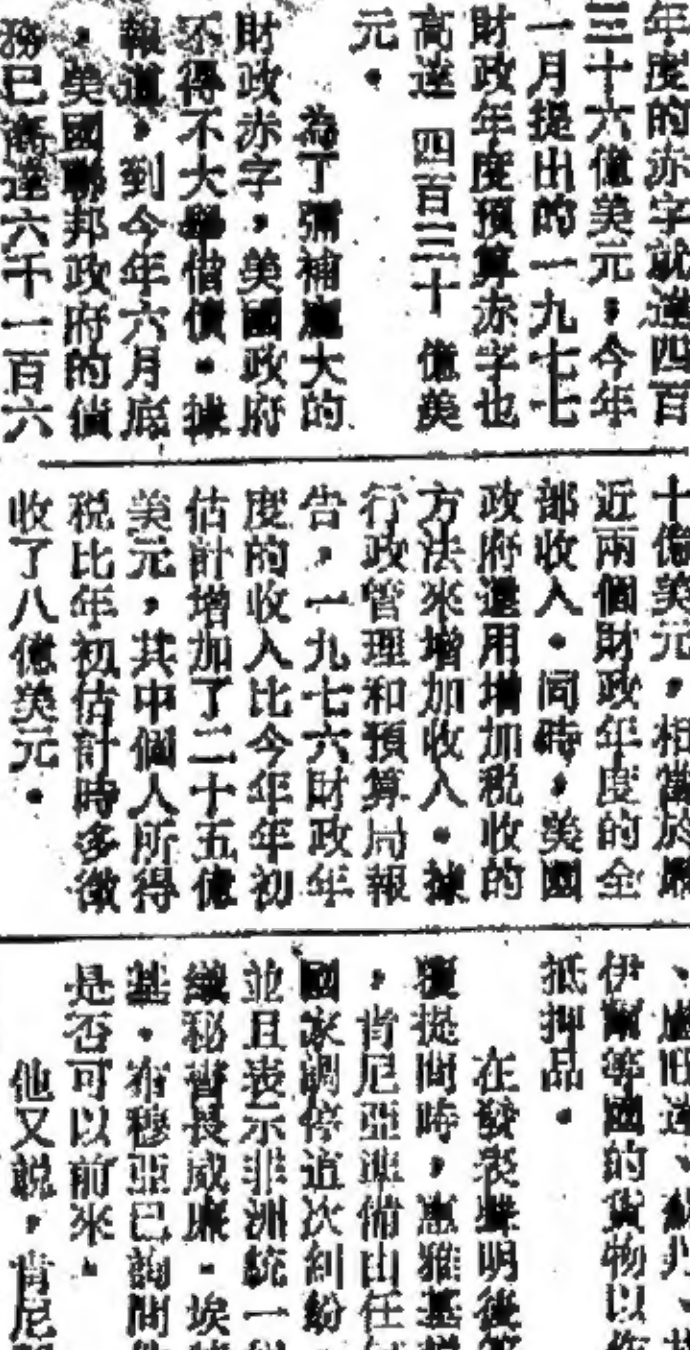 年度的赤字就達四百
三十六億美元,今年
一月提出的一九七七
財政年度預算赤字也
高達四百三十億美
元。
為了彌補龐大的
財政赤字,美國政府
不得不大舉借債。據
報道,到今年六月底
,美國聯邦政府的債
務已高達六千一百六
十億美元,相當於
近兩個財政年度的全
部收入。同時,美國
政府還用增加稅收的
方法來增加收入。據
行政管理和預算局報
告,一九七六財政年
度的收入比今年年初
估計增加了二十五億
美元,其中個人所得
稅比年初估計時多徵
收了八億美元。
、盧旺達、
伊爾等國的貨物以作
抵押品。
在發表聲明後答
覆提問時,惠雅基說
,肯尼亞準備由任何
國家調停這次糾紛,
並且表示非洲統一組
織秘書長威廉・埃
基・布穆亞已詢問他
是否可以前來。
他又說,肯尼